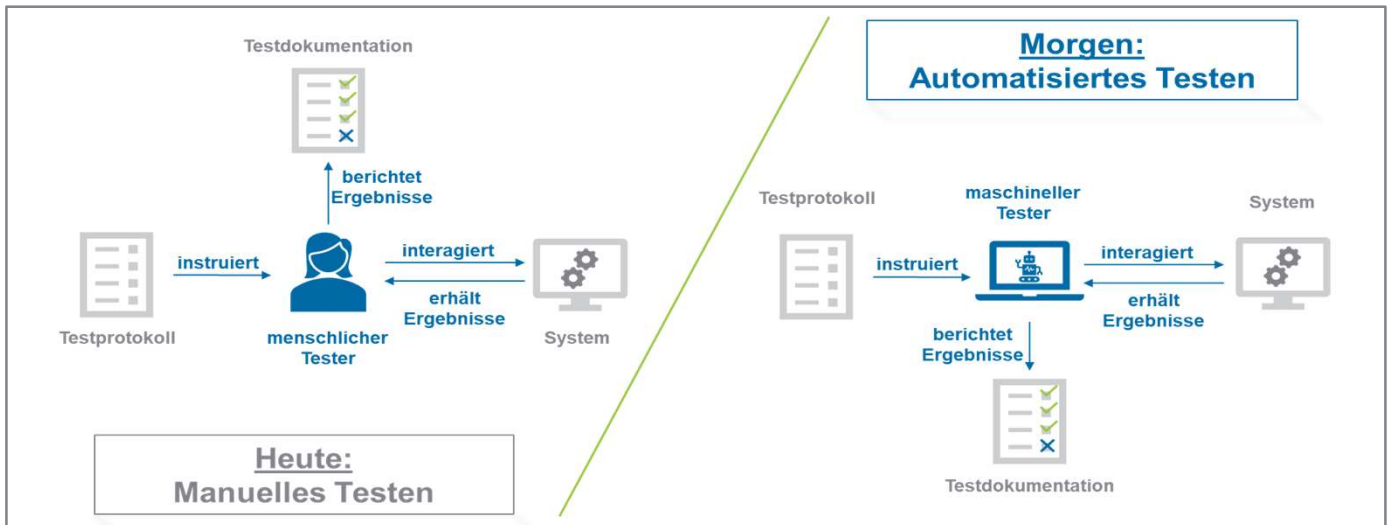 Testdokumentation
berichtet
Ergebnisse
instruiert
interagiert
erhält
Ergebnisse
Testprotokoll
menschlicher
Tester
System
Heute:
Manuelles Testen
Morgen:
Automatisiertes Testen
Testprotokoll
maschineller
Tester
System
instruiert
interagiert
erhält
Ergebnisse
berichtet
Ergebnisse
Testdokumentation